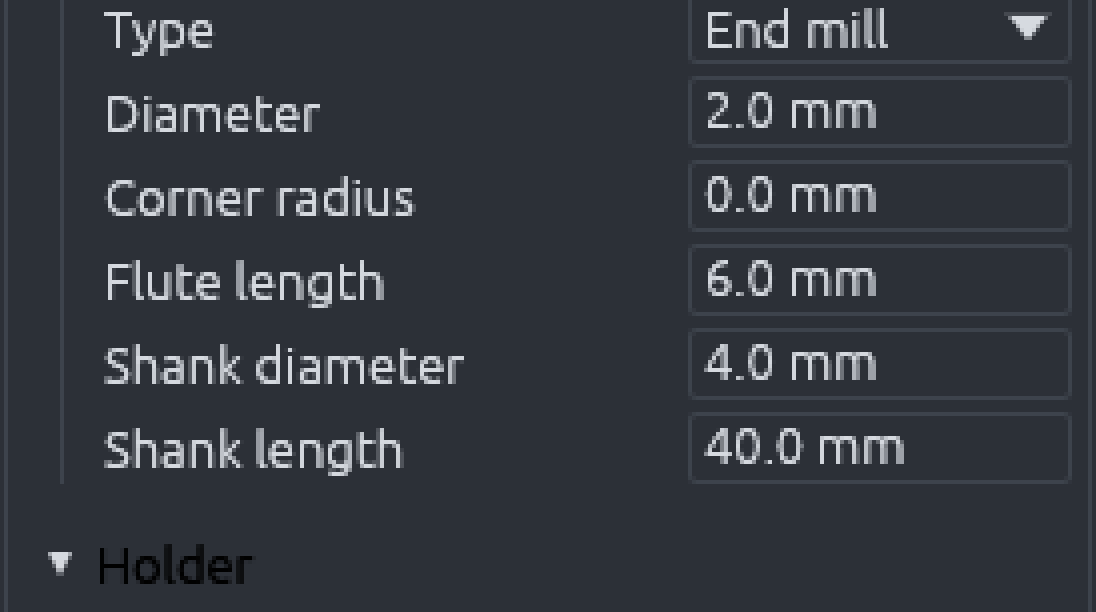 Type End mill
Diameter 2.0 mm
Corner radius 0.0 mm
Flute length 6.0 mm
Shank diameter 4.0 mm
Shank length 40.0 mm
Holder